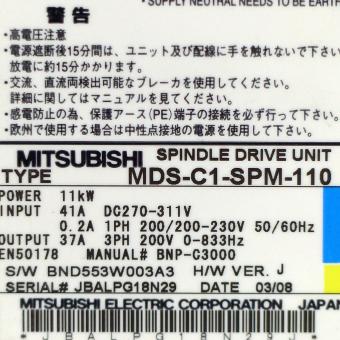 • SUPPLY NEUTRAL NEEDS TO BE EARTH
警告
•高電圧注意
•電源遮断後15分間は、ユニット及び配線に手を触れないで下さい
放電に約15分かかります。
•交流、直流両検出可能なブレーカを使用してください。
詳細に関してはマニュアルを見てください。
•感電防止の為、保護アース(PE)端子の接続を必ず行って下さい。
•欧州で使用する場合は中性点接地の電源を使用して下さい。
MITSUBISHI SPINDLE DRIVE UNIT
TYPE MDS-C1-SPM-110
POWER 11kW
INPUT 41A DC270-311V
0.2A 1PH 200/200-230V 50/60Hz
OUTPUT 37A 3PH 200V 0-833Hz
EN50178 MANUAL# BNP-C3000
S/W BND553W003A3 H/W VER. J
SERIAL# JBALPG18N29 DATE 03/08
MITSUBISHI ELECTRIC CORPORATION JAPAN
*JBALPG18N29J*